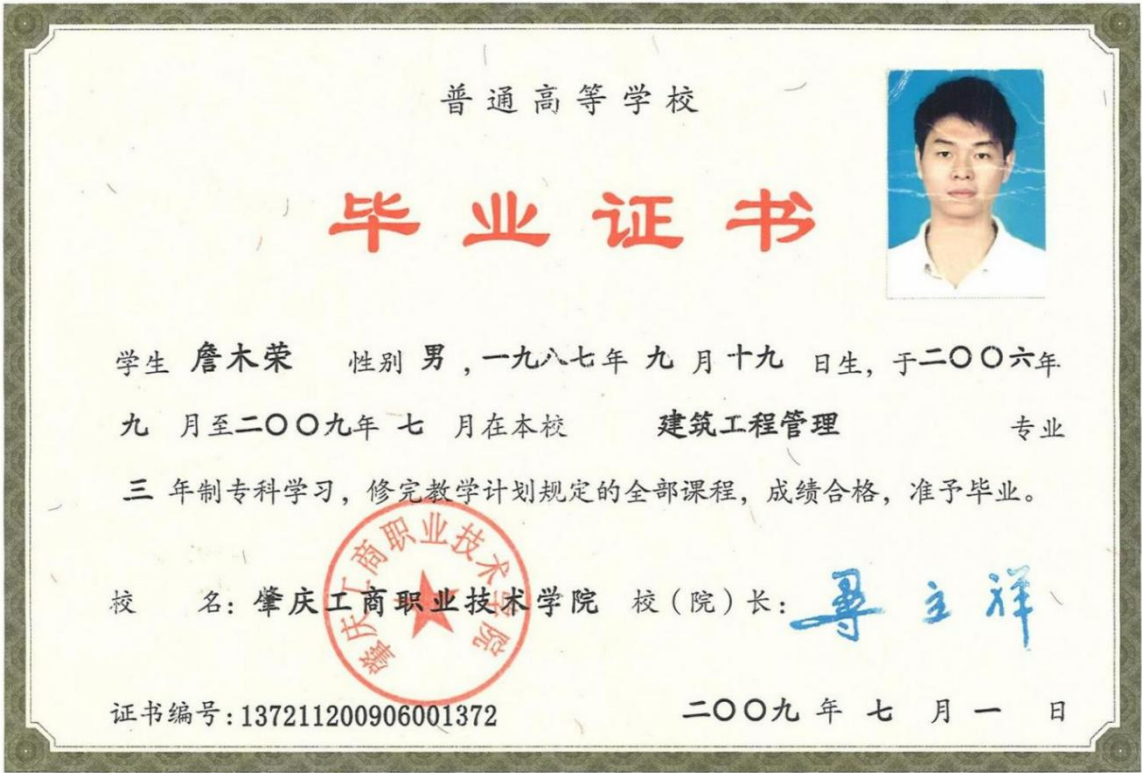 普通高等学校
毕业证书
学生 詹木荣 性别 男，一九八七年 九 月 十九 日生，于二〇〇六年
九 月至二〇〇九年 七 月在本校 建筑工程管理 专业
三 年制专科学习，修完教学计划规定的全部课程，成绩合格，准予毕业。
肇庆工商职业技术学院
校 名：肇庆工商职业技术学院 校（院）长：寻立祥
证书编号：137211200906001372 二〇〇九 年 七 月 一 日